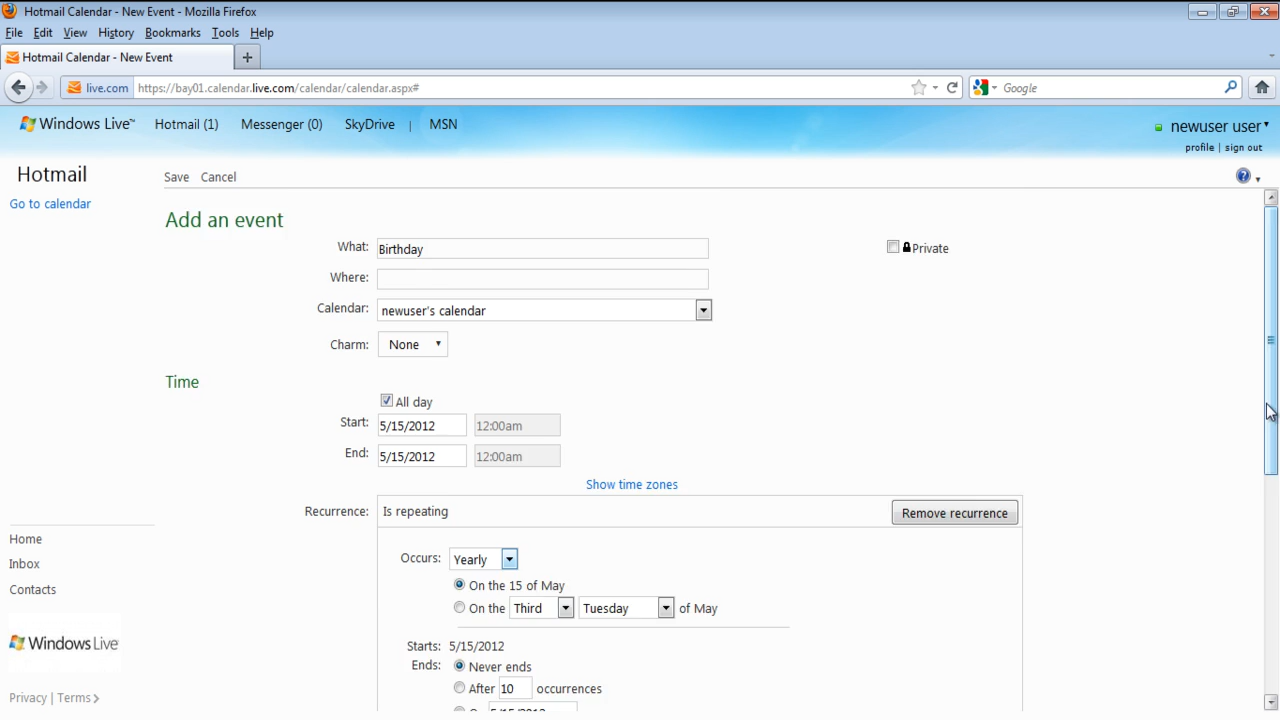 Hotmail Calendar - New Event - Mozilla Firefox
File Edit View History Bookmarks Tools Help
Hotmail Calendar - New Event
live.com https://bay01.calendar.live.com/calendar/calendar.aspx# Google
Windows Live™ Hotmail (1) Messenger (0) SkyDrive | MSN newuser user
profile | sign out
Hotmail
Save Cancel
Go to calendar
Add an event
What: Birthday Private
Where:
Calendar: newuser's calendar
Charm: None
Time
All day
Start: 5/15/2012 12:00am
End: 5/15/2012 12:00am
Show time zones
Recurrence: Is repeating Remove recurrence
Home
Occurs: Yearly
Inbox
On the 15 of May
Contacts
On the Third Tuesday of May
Windows Live
Starts: 5/15/2012
Ends: Never ends
After 10 occurrences
Privacy | Terms
On 5/15/2012